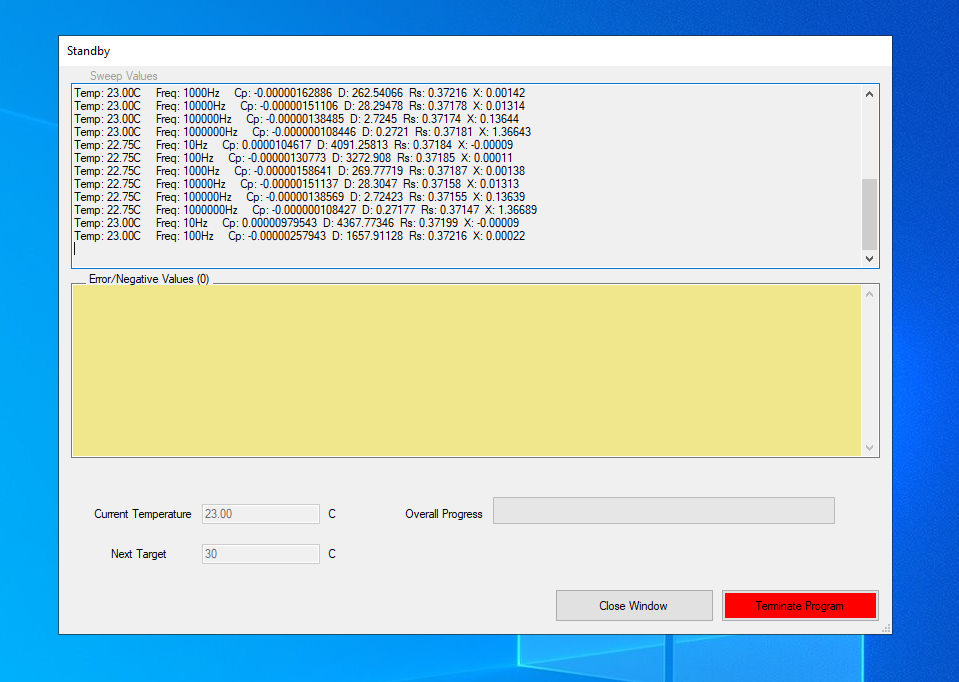 Standby
Sweep Values
Temp: 23.00C Freq: 1000Hz Cp: -0.00000162886 D: 262.54066 Rs: 0.37216 X: 0.00142
Temp: 23.00C Freq: 10000Hz Cp: -0.00000151106 D: 28.29478 Rs: 0.37178 X: 0.01314
Temp: 23.00C Freq: 100000Hz Cp: -0.00000138485 D: 2.7245 Rs: 0.37174 X: 0.13644
Temp: 23.00C Freq: 1000000Hz Cp: -0.000000108446 D: 0.2721 Rs: 0.37181 X: 1.36643
Temp: 22.75C Freq: 10Hz Cp: 0.0000104617 D: 4091.25813 Rs: 0.37184 X: -0.00009
Temp: 22.75C Freq: 100Hz Cp: -0.00000130773 D: 3272.908 Rs: 0.37185 X: 0.00011
Temp: 22.75C Freq: 1000Hz Cp: -0.00000158641 D: 269.77719 Rs: 0.37187 X: 0.00138
Temp: 22.75C Freq: 10000Hz Cp: -0.00000151137 D: 28.3047 Rs: 0.37158 X: 0.01313
Temp: 22.75C Freq: 100000Hz Cp: -0.00000138569 D: 2.72423 Rs: 0.37155 X: 0.13639
Temp: 22.75C Freq: 1000000Hz Cp: -0.000000108427 D: 0.27177 Rs: 0.37147 X: 1.36689
Temp: 23.00C Freq: 10Hz Cp: 0.00000979543 D: 4367.77346 Rs: 0.37199 X: -0.00009
Temp: 23.00C Freq: 100Hz Cp: -0.00000257943 D: 1657.91128 Rs: 0.37216 X: 0.00022
Error/Negative Values (0)
Current Temperature 23.00 C Overall Progress
Next Target 30 C
Close Window Terminate Program